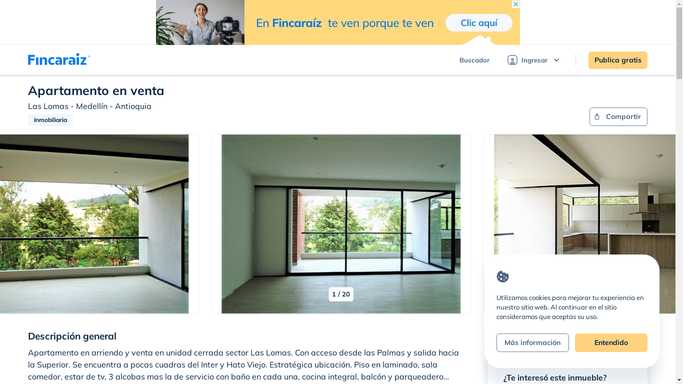 En Fincaraíz te ven porque te ven
Clic aquí
Fincaraíz
Buscador
Ingresar
Publica gratis
Apartamento en venta
Las Lomas - Medellín - Antioquia
Inmobiliaria
Compartir
1 / 20
Descripción general
Apartamento en arriendo y venta en unidad cerrada sector Las Lomas. Con acceso desde las Palmas y salida hacia
la Superior. Se encuentra a pocas cuadras del Inter y Hato Viejo. Estratégica ubicación. Piso en laminado, sala
comedor, estar de tv, 3 alcobas mas la de servicio con baño en cada una, cocina integral, balcón y parqueadero...
Utilizamos cookies para mejorar tu experiencia en
nuestro sitio web. Al continuar en el sitio
consideramos que aceptas su uso.
Más información
Entendido
¿Te interesó este inmueble?